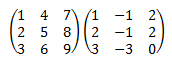 (1 4 7) (1 -1 2)
(2 5 8) (2 -1 2)
(3 6 9) (3 -3 0)